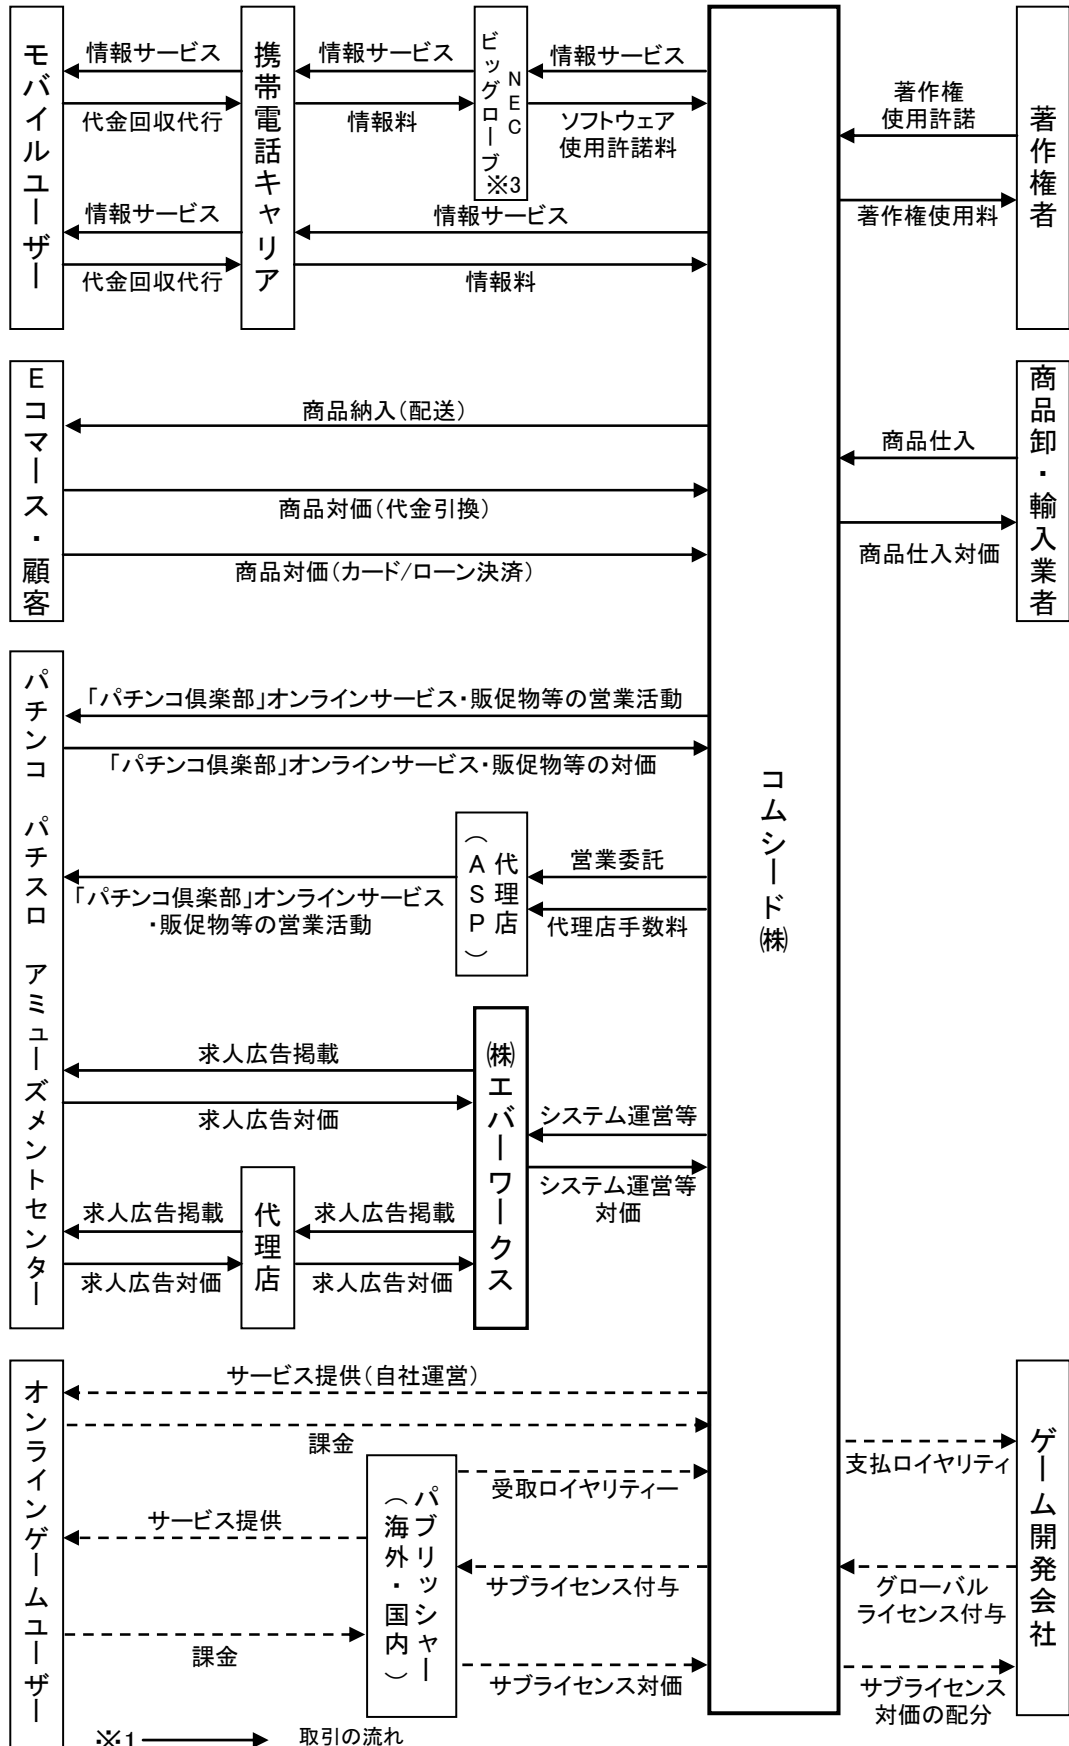 モバイルユーザー
情報サービス
代金回収代行
情報サービス
代金回収代行
携帯電話キャリア
情報サービス
情報料
NEC
ビッグローブ
※3
情報サービス
ソフトウェア
使用許諾料
情報サービス
情報料
コムシード㈱
著作権
使用許諾
著作権使用料
著作権者
Eコマース・顧客
商品納入(配送)
商品対価(代金引換)
商品対価(カード/ローン決済)
商品仕入
商品仕入対価
商品卸・輸入業者
パチンコ パチスロ アミューズメントセンター
「パチンコ倶楽部」オンラインサービス・販促物等の営業活動
「パチンコ倶楽部」オンラインサービス・販促物等の対価
「パチンコ倶楽部」オンラインサービス
・販促物等の営業活動
代理店
(ASP)
営業委託
代理店手数料
求人広告掲載
求人広告対価
㈱エバーワークス
システム運営等
システム運営等
対価
求人広告掲載
求人広告対価
代理店
求人広告掲載
求人広告対価
オンラインゲームユーザー
サービス提供(自社運営)
課金
サービス提供
課金
パブリッシャー
(海外・国内)
受取ロイヤリティー
サブライセンス付与
サブライセンス対価
支払ロイヤリティ
グローバル
ライセンス付与
サブライセンス
対価の配分
ゲーム開発会社
※1 取引の流れ